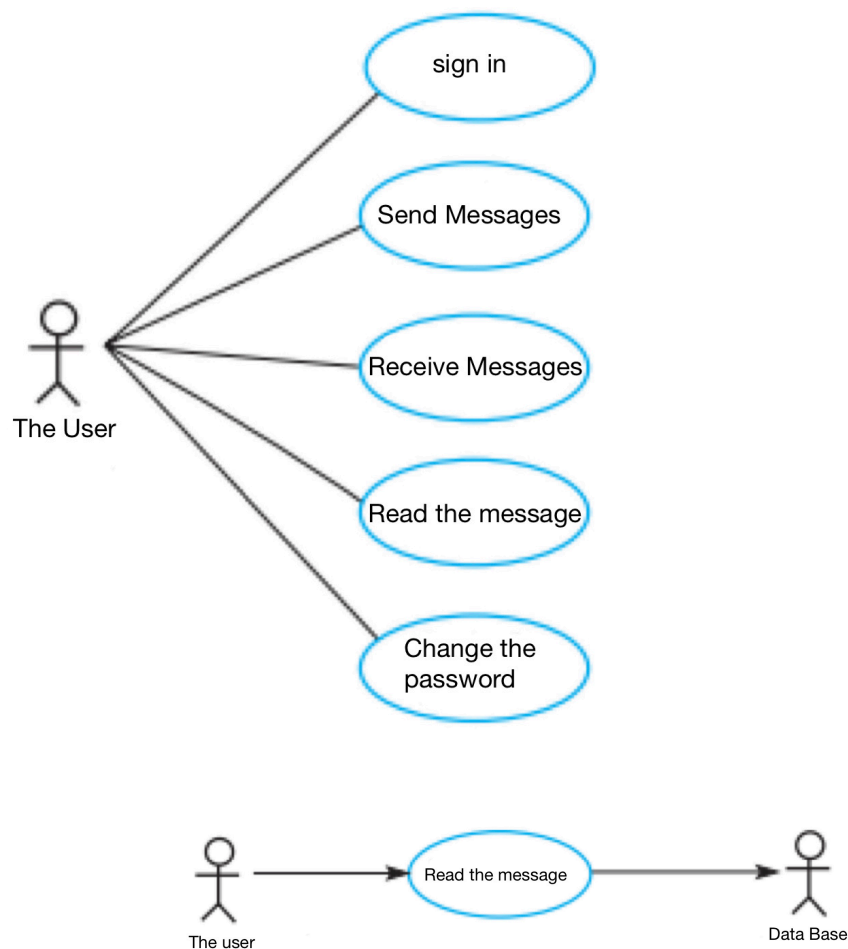 sign in
Send Messages
Receive Messages
The User
Read the message
Change the
password
Read the message
The user
Data Base